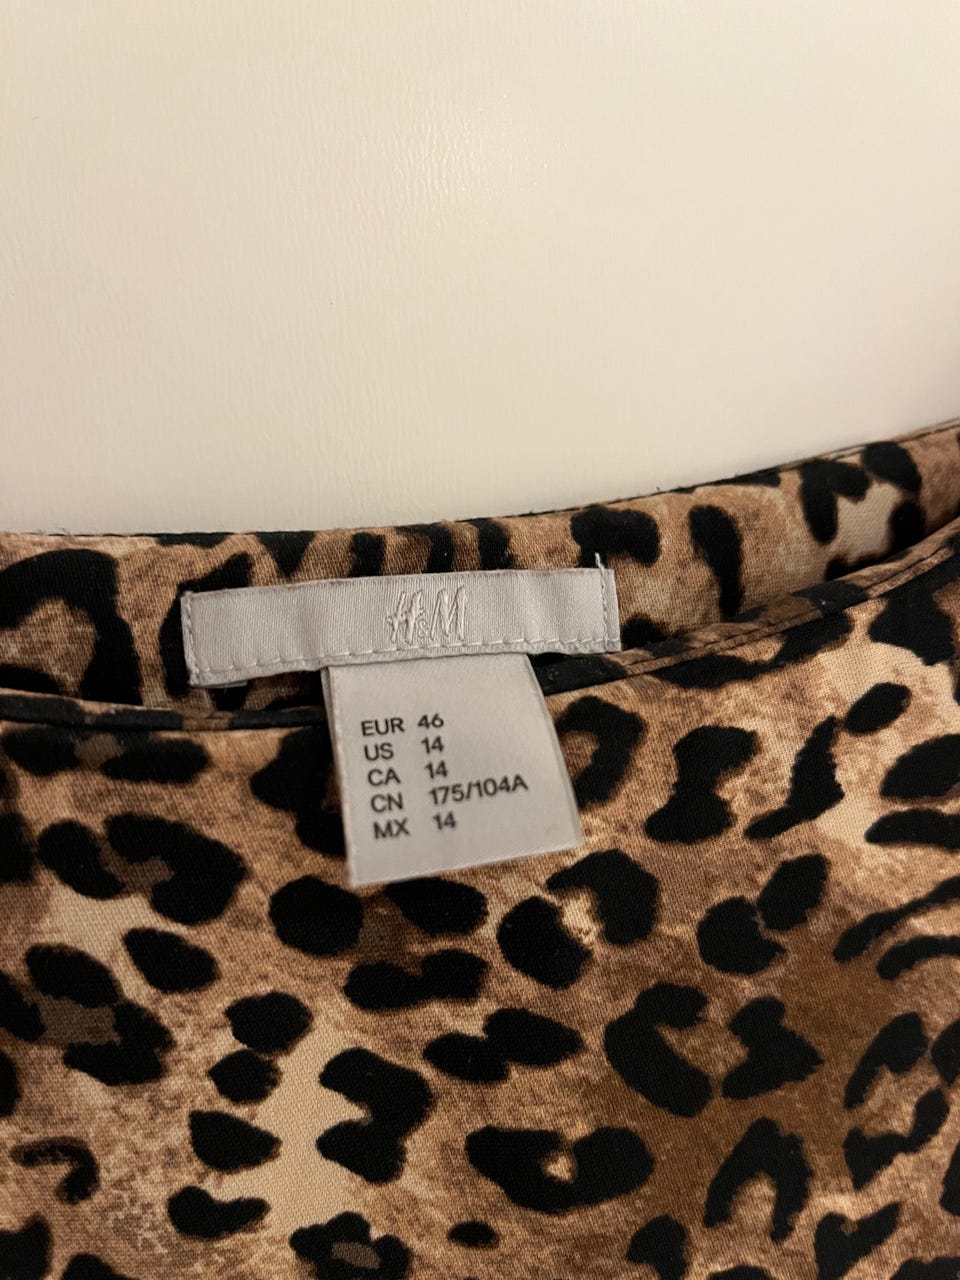 H&M
EUR 46
US 14
CA 14
CN 175/104A
MX 14